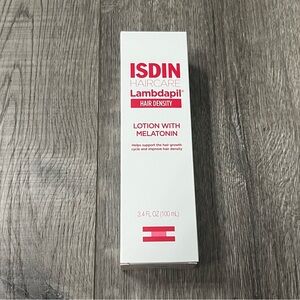 ISDIN
HAIRCARE
Lambdapil®
HAIR DENSITY
LOTION WITH
MELATONIN
Helps support the hair growth
cycle and improve hair density
3.4 FL OZ (100 mL)